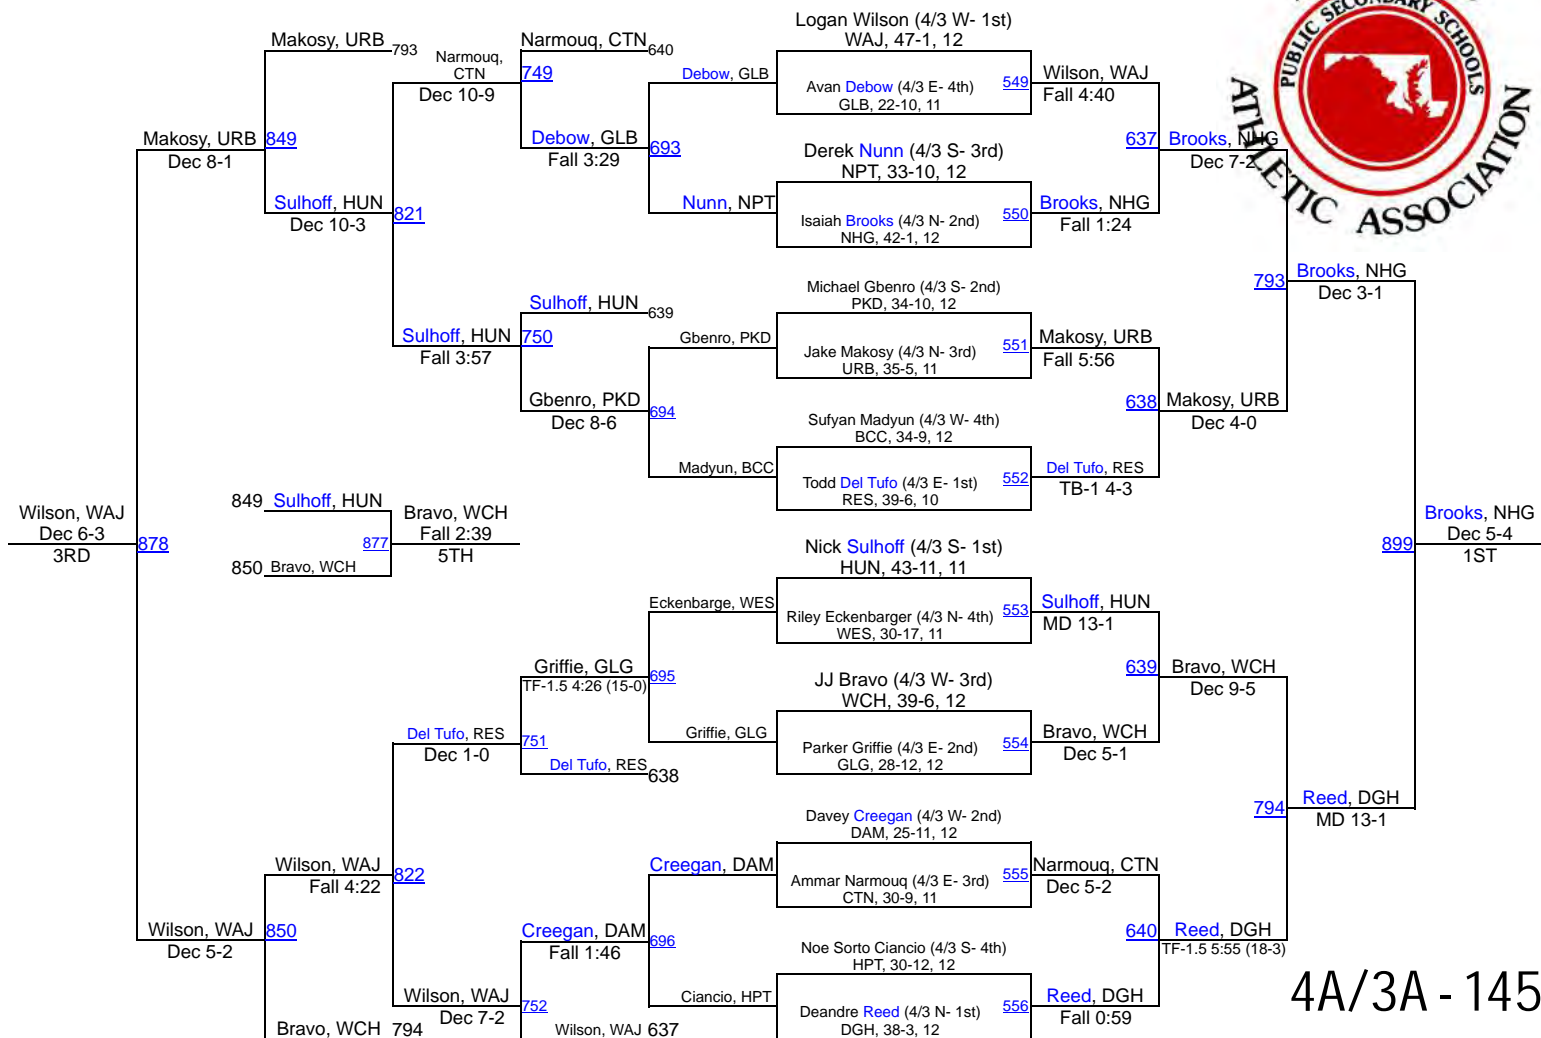 PUBLIC SECONDARY SCHOOLS
ATHLETIC ASSOCIATION
Makosy, URB 793
Sulhoff, HUN
Dec 10-3
Makosy, URB 849
Dec 8-1
Narmouq,
CTN
Dec 10-9
821
Sulhoff, HUN
Fall 3:57
Narmouq, CTN 640
749
Debow, GLB
Fall 3:29
Sulhoff, HUN 639
750
Gbenro, PKD
Dec 8-6
Debow, GLB
693
Nunn, NPT
Gbenro, PKD
694
Madyun, BCC
Logan Wilson (4/3 W- 1st)
WAJ, 47-1, 12
Avan Debow (4/3 E- 4th) 549
GLB, 22-10, 11
Derek Nunn (4/3 S- 3rd)
NPT, 33-10, 12
Isaiah Brooks (4/3 N- 2nd) 550
NHG, 42-1, 12
Michael Gbenro (4/3 S- 2nd)
PKD, 34-10, 12
Jake Makosy (4/3 N- 3rd) 551
URB, 35-5, 11
Sufyan Madyun (4/3 W- 4th)
BCC, 34-9, 12
Todd Del Tufo (4/3 E- 1st) 552
RES, 39-6, 10
Nick Sulhoff (4/3 S- 1st)
HUN, 43-11, 11
Riley Eckenbarger (4/3 N- 4th) 553
WES, 30-17, 11
JJ Bravo (4/3 W- 3rd)
WCH, 39-6, 12
Parker Griffie (4/3 E- 2nd) 554
GLG, 28-12, 12
Davey Creegan (4/3 W- 2nd)
DAM, 25-11, 12
Ammar Narmouq (4/3 E- 3rd) 555
CTN, 30-9, 11
Noe Sorto Ciancio (4/3 S- 4th)
HPT, 30-12, 12
Deandre Reed (4/3 N- 1st) 556
DGH, 38-3, 12
Wilson, WAJ
Fall 4:40
637
Brooks, NHG
Fall 1:24
Makosy, URB
Fall 5:56
638
Del Tufo, RES
TB-1 4-3
Sulhoff, HUN
MD 13-1
639
Bravo, WCH
Dec 5-1
Narmouq, CTN
Dec 5-2
640
Reed, DGH
Fall 0:59
Brooks, NHG
Dec 7-2
793
Makosy, URB
Dec 4-0
Bravo, WCH
Dec 9-5
794
Reed, DGH
TF-1.5 5:55 (18-3)
Brooks, NHG
Dec 3-1
899
Reed, DGH
MD 13-1
Brooks, NHG
Dec 5-4
1ST
Wilson, WAJ
Dec 6-3
3RD
878
849 Sulhoff, HUN
877
850 Bravo, WCH
Bravo, WCH
Fall 2:39
5TH
Eckenbarge, WES
695
Griffie, GLG
Griffie, GLG
TF-1.5 4:26 (15-0)
751
Del Tufo, RES 638
Del Tufo, RES
Dec 1-0
822
Wilson, WAJ
Dec 7-2
Creegan, DAM
696
Ciancio, HPT
Creegan, DAM
Fall 1:46
752
Wilson, WAJ 637
Wilson, WAJ
Fall 4:22
850
Bravo, WCH 794
Wilson, WAJ
Dec 5-2
4A/3A - 145